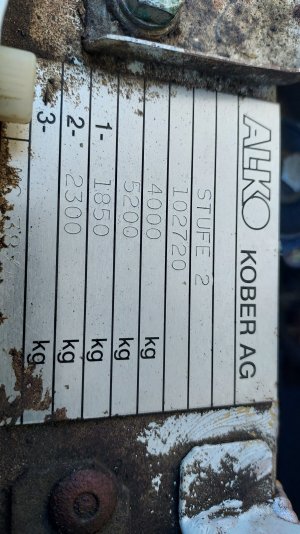 AL-KO KOBER AG
STUFE 2
102720
4000 kg
5200 kg
1- 1850 kg
2- 2300 kg
3- kg